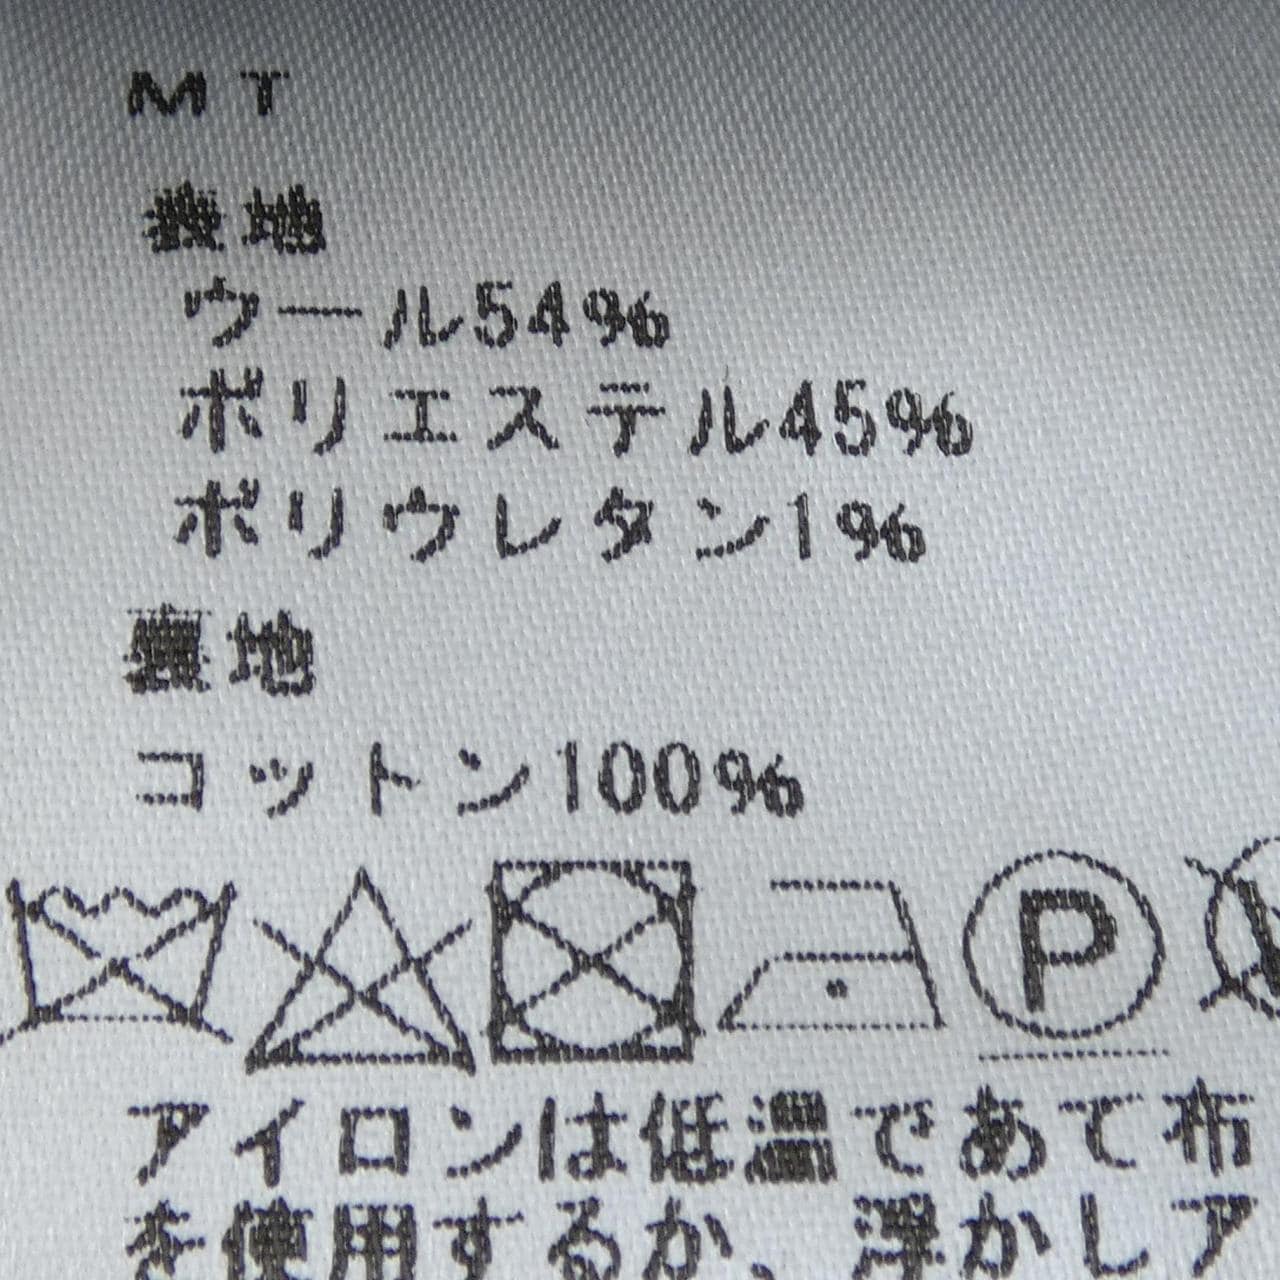 MT
表地
ウール54%
ポリエステル45%
ポリウレタン1%
裏地
コットン100%
P
アイロンは低温であて布
を使用するか、浮かしア